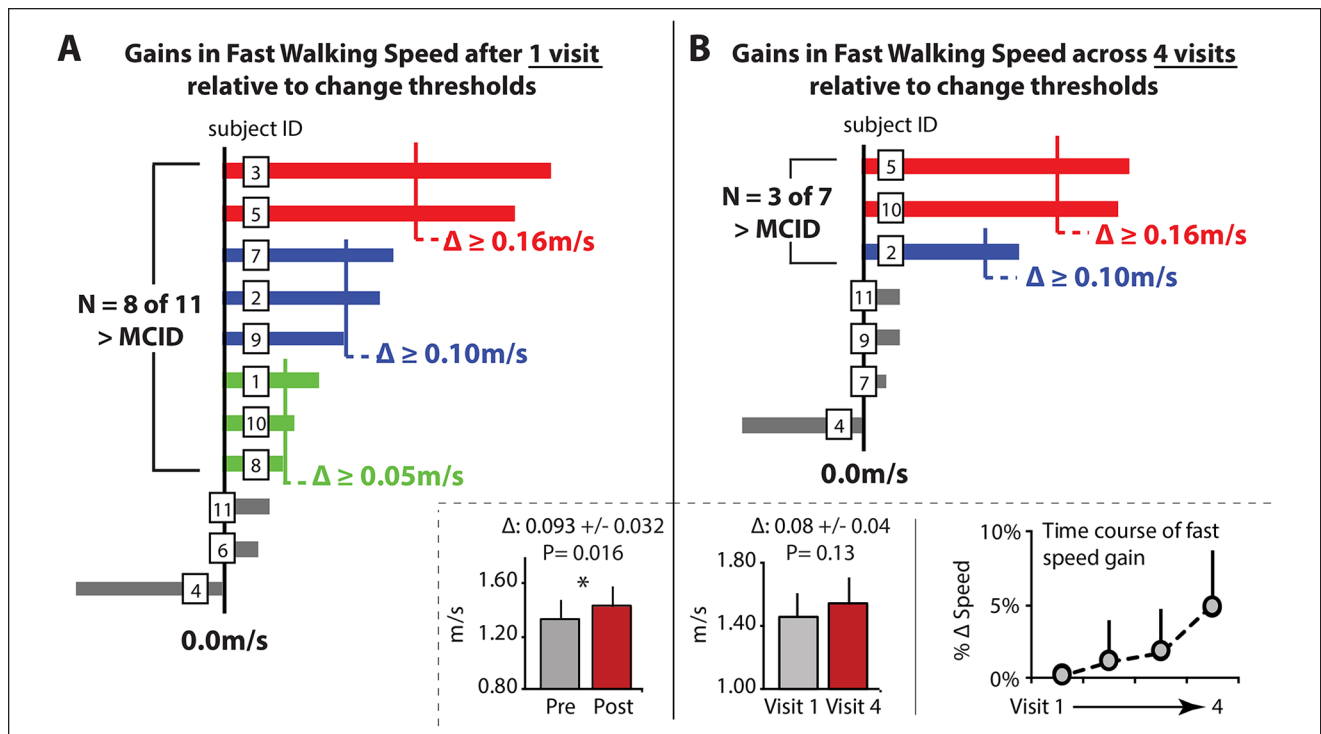 A
Gains in Fast Walking Speed after 1 visit
relative to change thresholds
subject ID
3
5
Δ ≥ 0.16m/s
7
2
9
Δ ≥ 0.10m/s
1
10
8
Δ ≥ 0.05m/s
11
6
4
0.0m/s
N = 8 of 11
> MCID
Δ: 0.093 +/- 0.032
P= 0.016
*
m/s
1.60
1.20
0.80
Pre Post
B
Gains in Fast Walking Speed across 4 visits
relative to change thresholds
subject ID
5
10
Δ ≥ 0.16m/s
2
Δ ≥ 0.10m/s
11
9
7
4
0.0m/s
N = 3 of 7
> MCID
Δ: 0.08 +/- 0.04
P= 0.13
m/s
1.80
1.40
1.00
Visit 1 Visit 4
Time course of fast
speed gain
% Δ Speed
10%
5%
0%
Visit 1 4